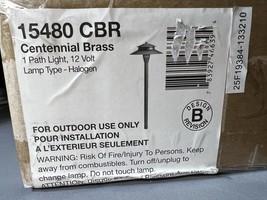 15480 CBR
Centennial Brass
1 Path Light, 12 Volt
Lamp Type - Halogen
25F19384-133210
DESIGN
B
REVISION
FOR OUTDOOR USE ONLY
POUR INSTALLATION
A L'EXTERIEUR SEULEMENT
WARNING: Risk Of Fire/Injury To Persons. Keep
away from combustibles. Turn off/unplug to
change lamp. Do not touch lamp.